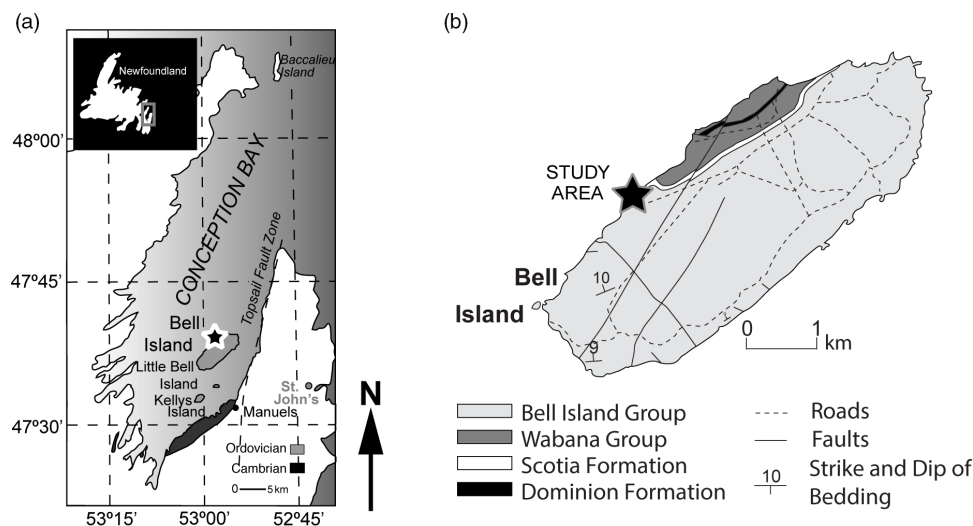 (a)
Newfoundland
Baccalieu
Island
48º00'
CONCEPTION BAY
Topsail Fault Zone
47º45'
Bell
Island
Little Bell
Island
Kellys
Island
St.
John's
Manuels
47º30'
Ordovician
Cambrian
0 5 km
53º15' 53º00' 52º45'
N
(b)
STUDY
AREA
Bell
Island
10
9
0 1
km
Bell Island Group
Wabana Group
Scotia Formation
Dominion Formation
Roads
Faults
10 Strike and Dip of
Bedding